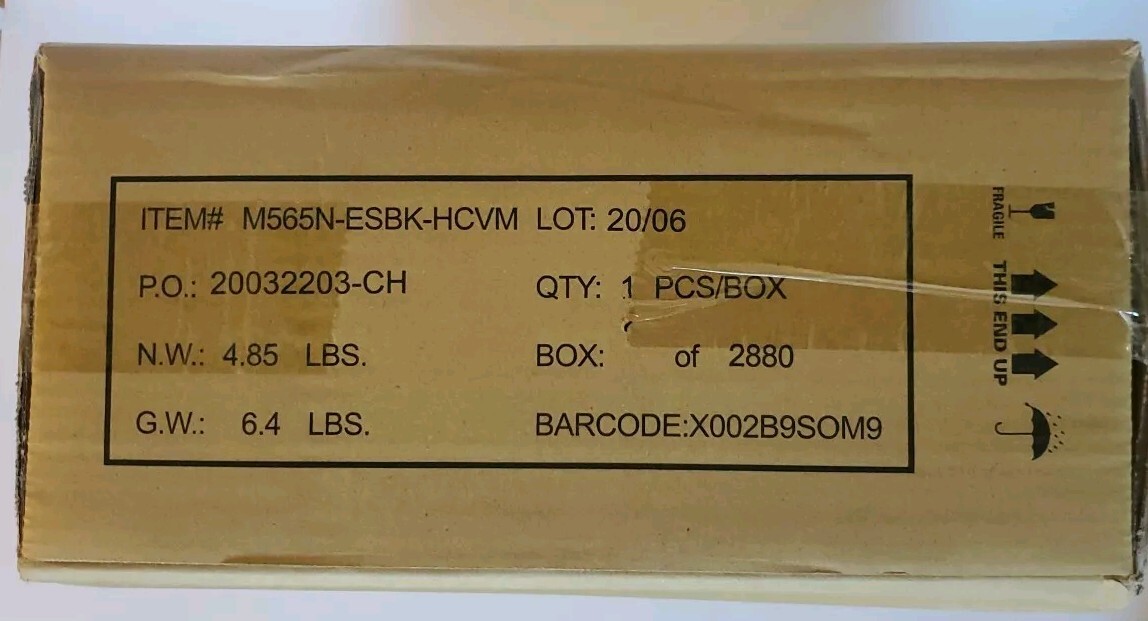 ITEM# M565N-ESBK-HCVM LOT: 20/06
P.O.: 20032203-CH QTY: 1 PCS/BOX
N.W.: 4.85 LBS. BOX: of 2880
G.W.: 6.4 LBS. BARCODE:X002B9SOM9
FRAGILE
THIS END UP